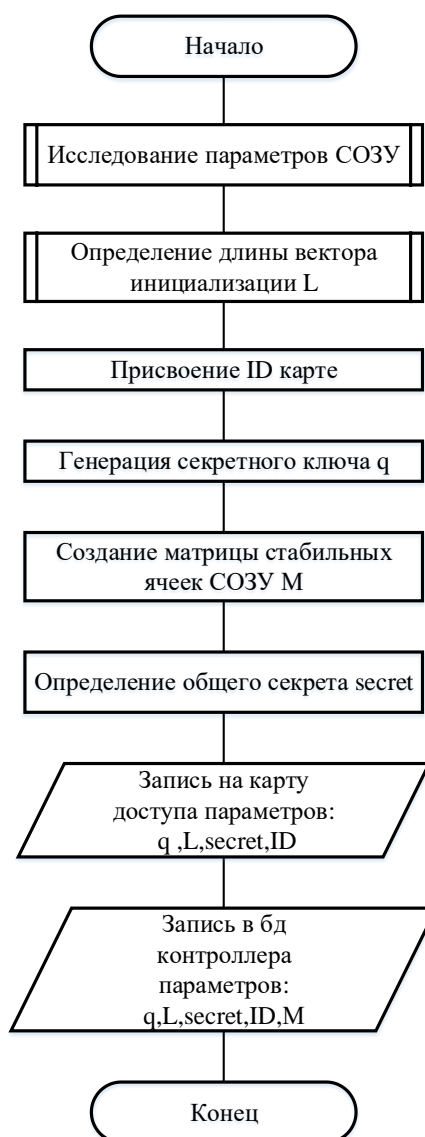 Начало
Исследование параметров СОЗУ
Определение длины вектора
инициализации L
Присвоение ID карте
Генерация секретного ключа q
Создание матрицы стабильных
ячеек СОЗУ M
Определение общего секрета secret
Запись на карту
доступа параметров:
q ,L,secret,ID
Запись в бд
контроллера
параметров:
q,L,secret,ID,M
Конец